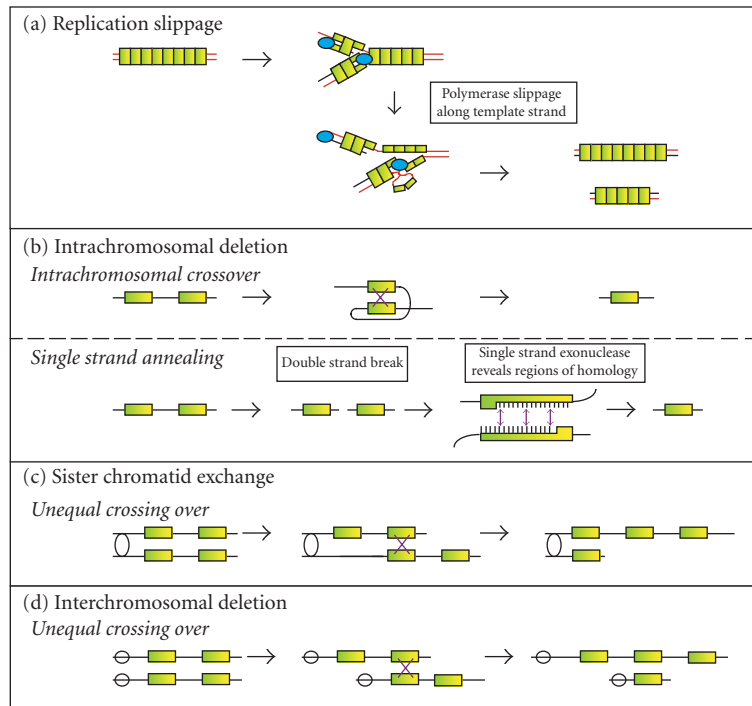 (a) Replication slippage
Polymerase slippage
along template strand
(b) Intrachromosomal deletion
Intrachromosomal crossover
Single strand annealing
Double strand break
Single strand exonuclease
reveals regions of homology
(c) Sister chromatid exchange
Unequal crossing over
(d) Interchromosomal deletion
Unequal crossing over